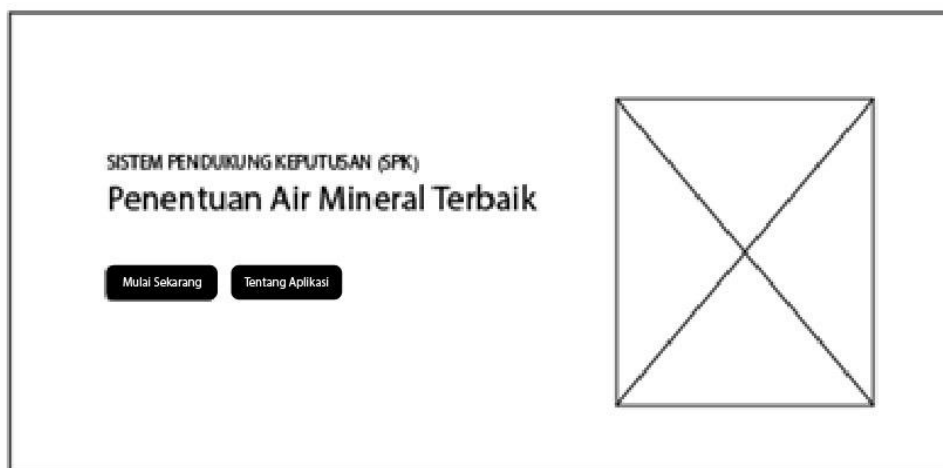 SISTEM PENDUKUNG KEPUTUSAN (SPK)
Penentuan Air Mineral Terbaik
Mulai Sekarang
Tentang Aplikasi